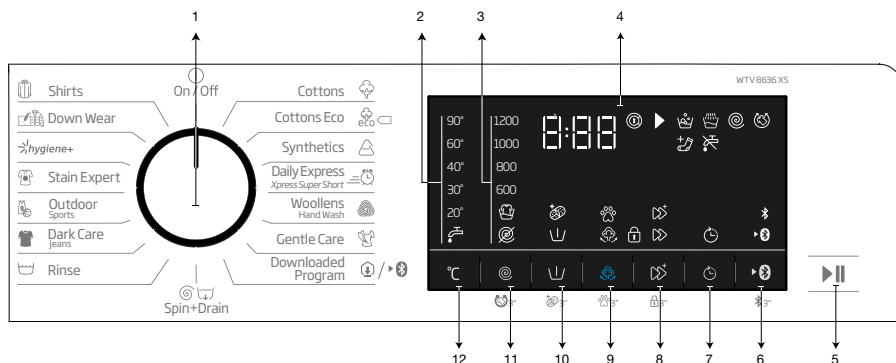 1
2
3
4
WTV 8636 XS
On / Off
Shirts
Down Wear
hygiene+
Stain Expert
Outdoor
Sports
Dark Care
Jeans
Rinse
Spin+Drain
Cottons
Cottons Eco
eco
Synthetics
Daily Express
Xpress Super Short
Woollens
Hand Wash
Gentle Care
Downloaded
Program
/
90°
60°
40°
30°
20°
1200
1000
800
600
8:88
°C
3"
3"
3"
3"
3"
12
11
10
9
8
7
6
5